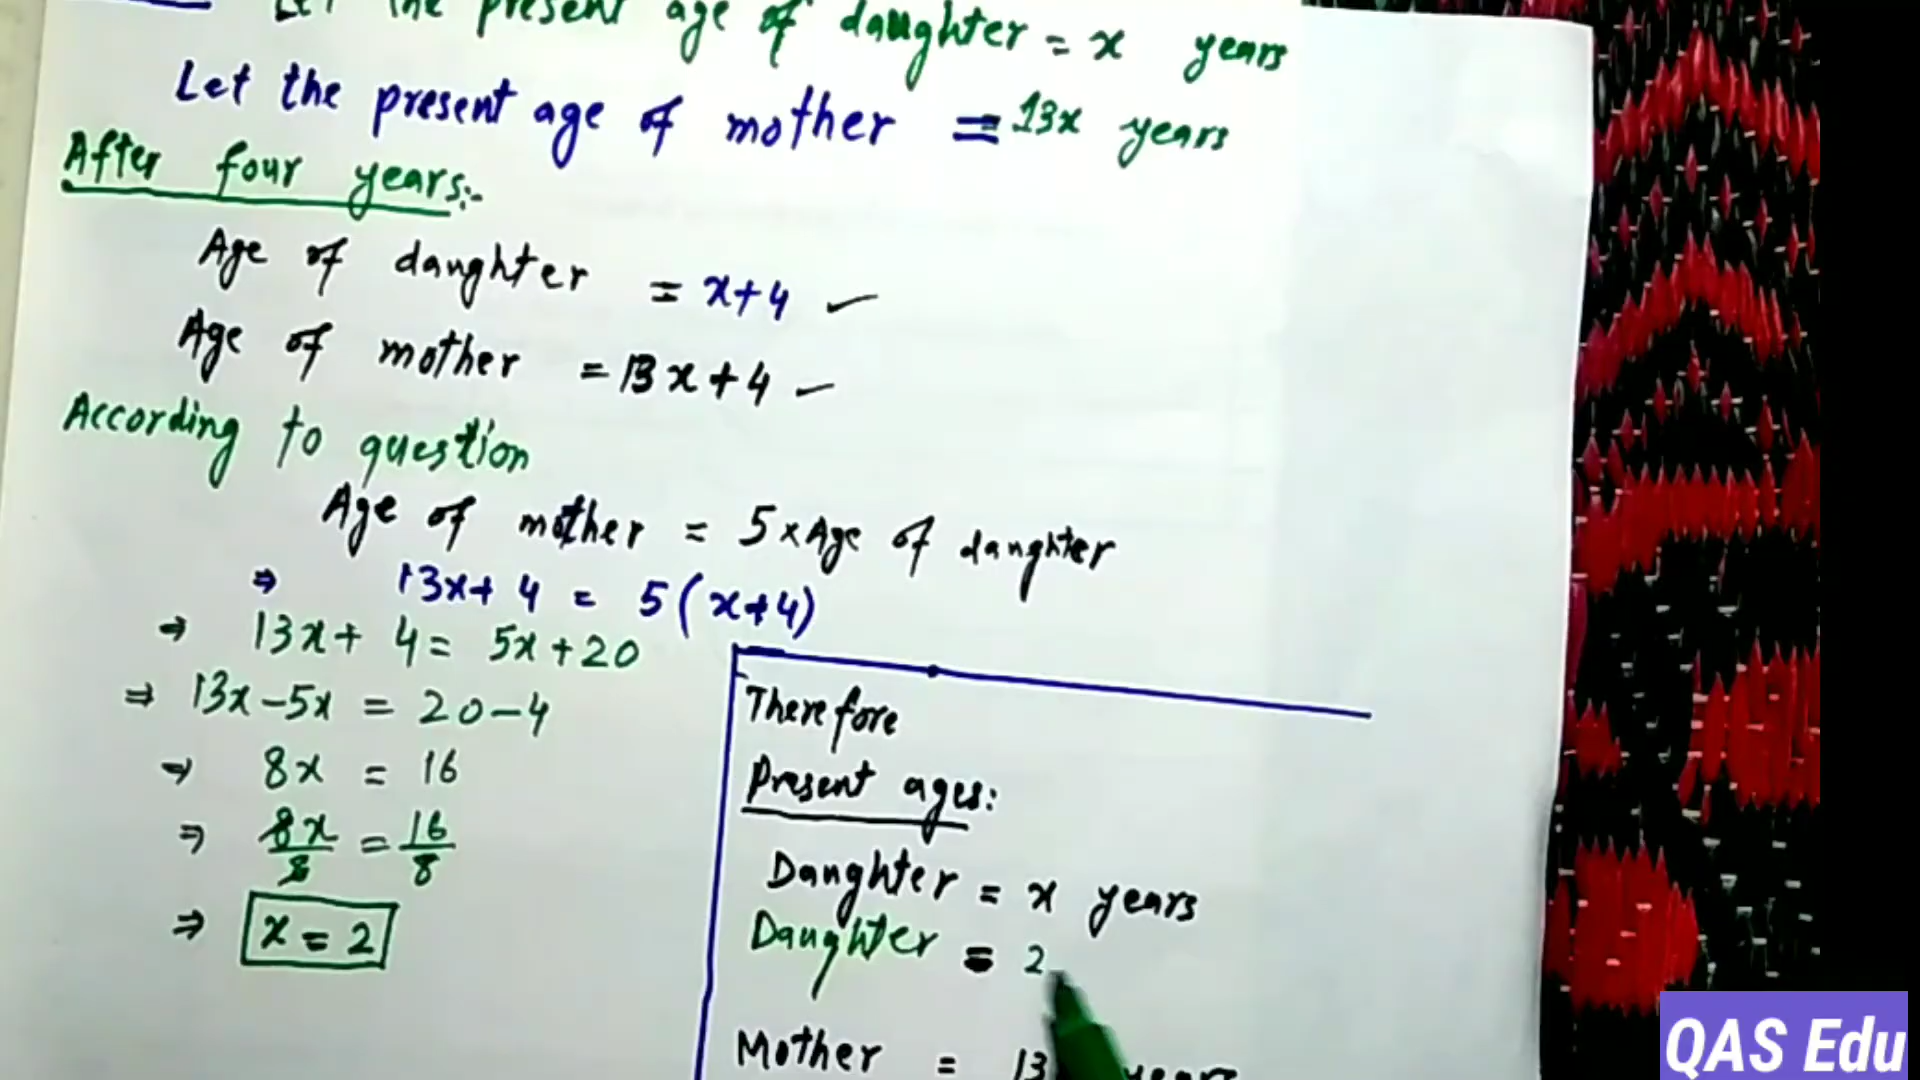 Let the present age of daughter = x years
Let the present age of mother = 13x years
After four years:-
Age of daughter = x+4
Age of mother = 13x+4
According to question
Age of mother = 5×Age of daughter
⇒ 13x+4 = 5(x+4)
⇒ 13x+4 = 5x+20
⇒ 13x-5x = 20-4
⇒ 8x = 16
⇒ 8x/8 = 16/8
⇒ x = 2
Therefore
Present ages:
Daughter = x years
Daughter = 2
Mother = 13 years
QAS Edu